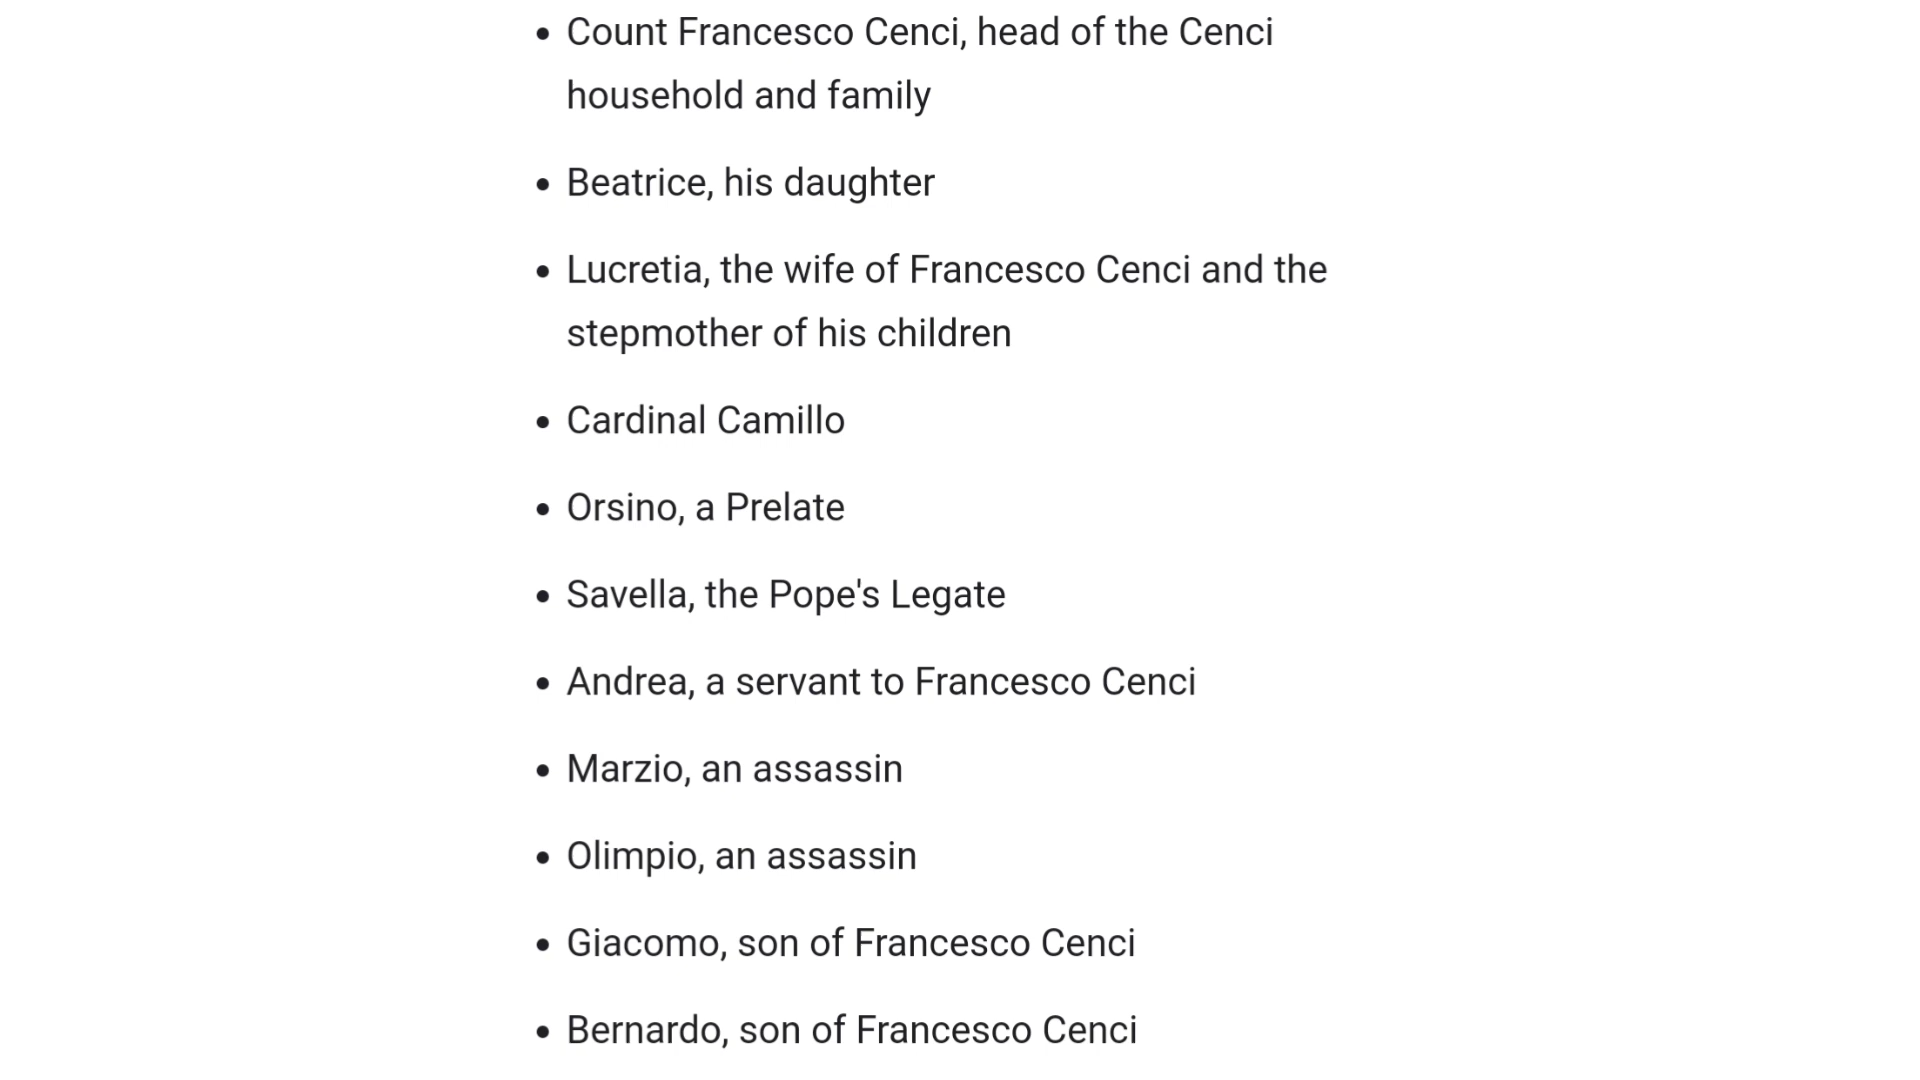 • Count Francesco Cenci, head of the Cenci
household and family
• Beatrice, his daughter
• Lucretia, the wife of Francesco Cenci and the
stepmother of his children
• Cardinal Camillo
• Orsino, a Prelate
• Savella, the Pope's Legate
• Andrea, a servant to Francesco Cenci
• Marzio, an assassin
• Olimpio, an assassin
• Giacomo, son of Francesco Cenci
• Bernardo, son of Francesco Cenci